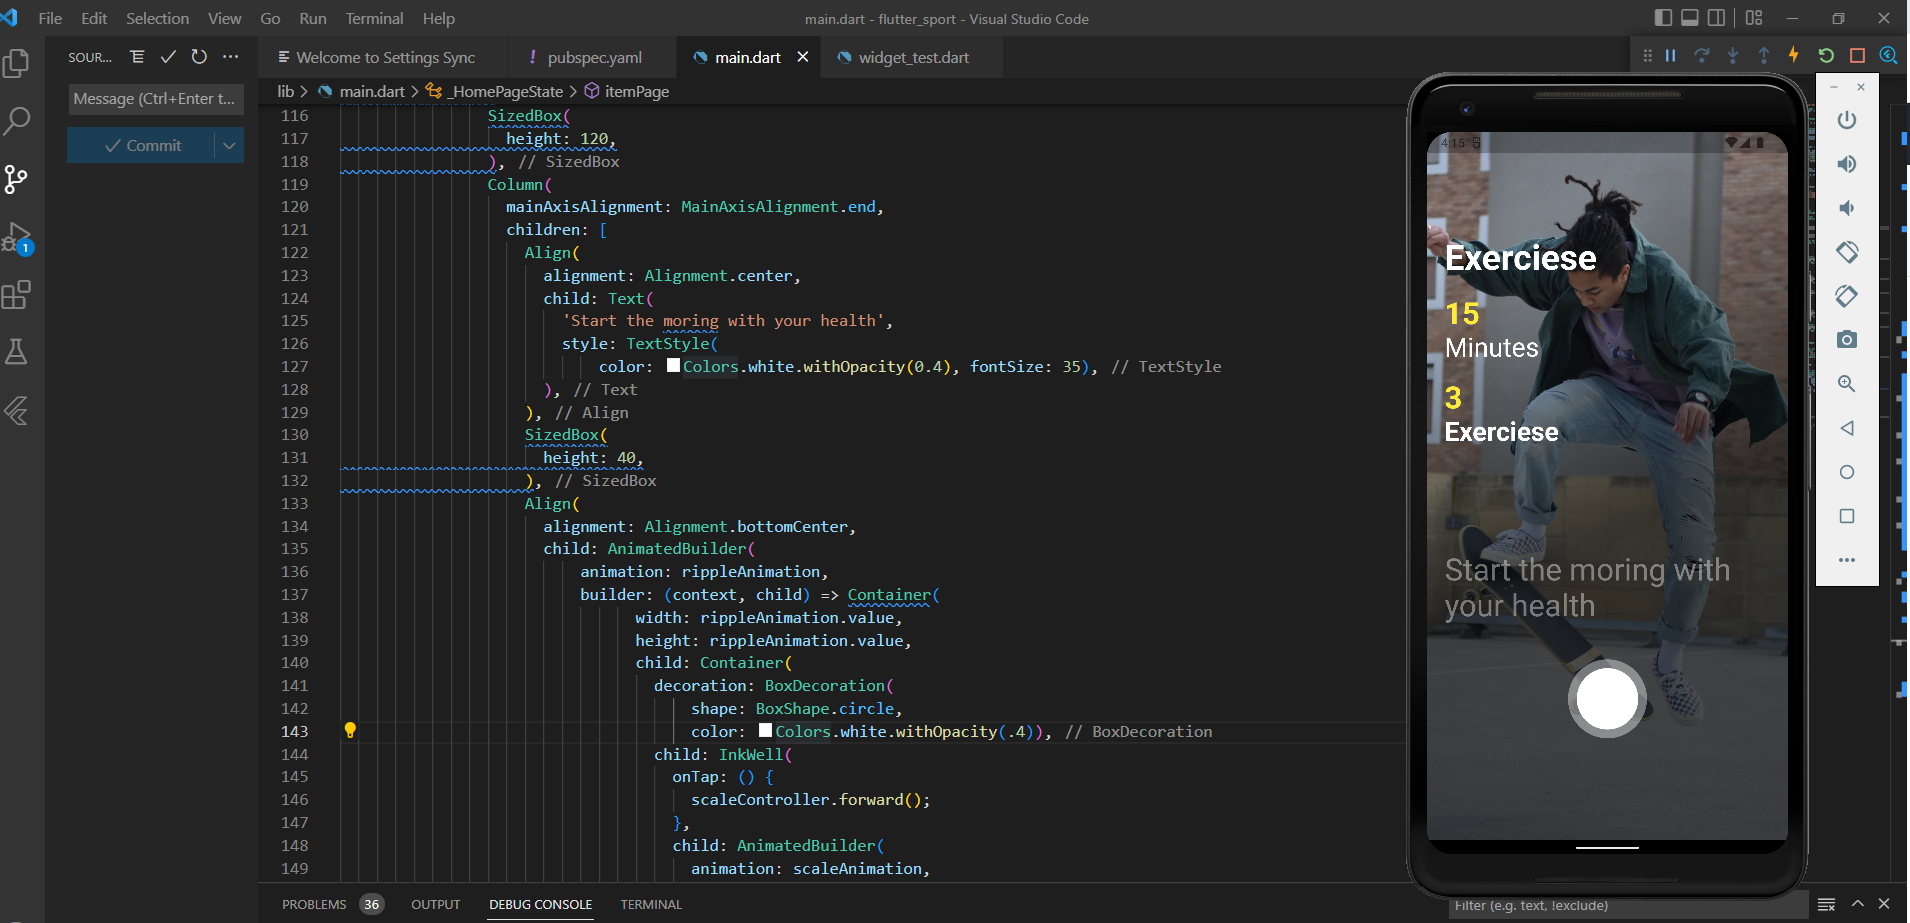 File Edit Selection View Go Run Terminal Help
main.dart - flutter_sport - Visual Studio Code
SOUR...
Message (Ctrl+Enter t...
Commit
1
Welcome to Settings Sync
! pubspec.yaml
main.dart
widget_test.dart
lib > main.dart > _HomePageState > itemPage
116 SizedBox(
117 height: 120,
118 ), // SizedBox
119 Column(
120 mainAxisAlignment: MainAxisAlignment.end,
121 children: [
122 Align(
123 alignment: Alignment.center,
124 child: Text(
125 'Start the moring with your health',
126 style: TextStyle(
127 color: Colors.white.withOpacity(0.4), fontSize: 35), // TextStyle
128 ), // Text
129 ), // Align
130 SizedBox(
131 height: 40,
132 ), // SizedBox
133 Align(
134 alignment: Alignment.bottomCenter,
135 child: AnimatedBuilder(
136 animation: rippleAnimation,
137 builder: (context, child) => Container(
138 width: rippleAnimation.value,
139 height: rippleAnimation.value,
140 child: Container(
141 decoration: BoxDecoration(
142 shape: BoxShape.circle,
143 color: Colors.white.withOpacity(.4)), // BoxDecoration
144 child: InkWell(
145 onTap: () {
146 scaleController.forward();
147 },
148 child: AnimatedBuilder(
149 animation: scaleAnimation,
PROBLEMS 36 OUTPUT DEBUG CONSOLE TERMINAL
Filter (e.g. text, !exclude)
4:15
Exerciese
15
Minutes
3
Exerciese
Start the moring with
your health